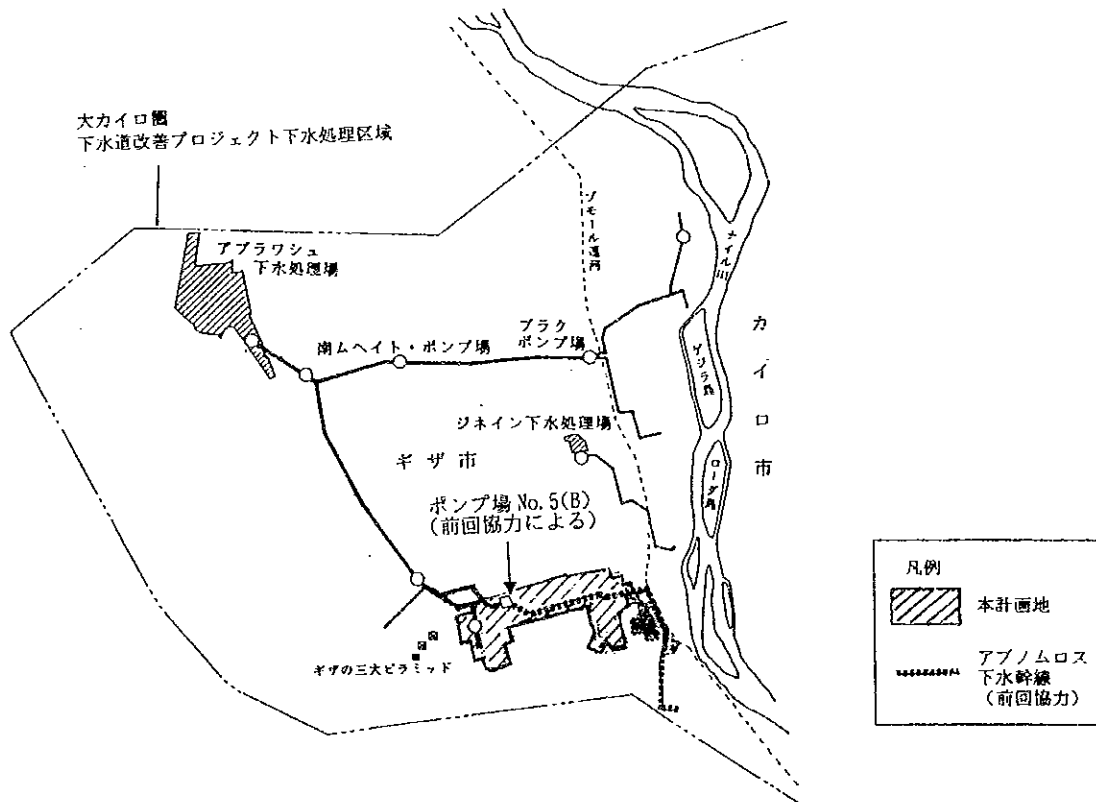 大カイロ圏
下水道改善プロジェクト下水処理区域
アブラワシュ
下水処理場
ゾモール運河
ナイル川
南ムヘイト・ポンプ場
ブラク
ポンプ場
カイロ市
ジネイン下水処理場
ギザ市
ローダ島
ポンプ場 No. 5(B)
(前回協力による)
ギザの三大ピラミッド
凡例
本計画地
アブノムロス
下水幹線
(前回協力)